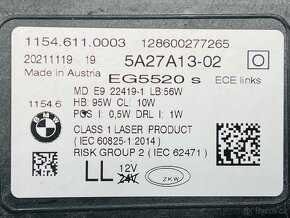 1154.611.0003 128600277265
20211119 19 5A27A13-02
Made in Austria EG5520 s ECE links
MD E9 22419-1 LB 56W
1154.6 HB: 95W CL: 10W
POS I: 0,5W DRL I: 1W
BMW
CLASS 1 LASER PRODUCT
(IEC 60825-1:2014)
RISK GROUP 2 (IEC 62471)
LL 12V
24V
ZKW